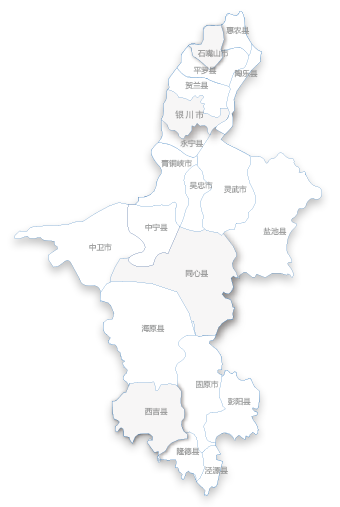 惠农县
石嘴山市
平罗县
陶乐县
贺兰县
银川市
永宁县
青铜峡市
吴忠市
灵武市
盐池县
中宁县
中卫市
同心县
海原县
固原市
彭阳县
西吉县
隆德县
泾源县